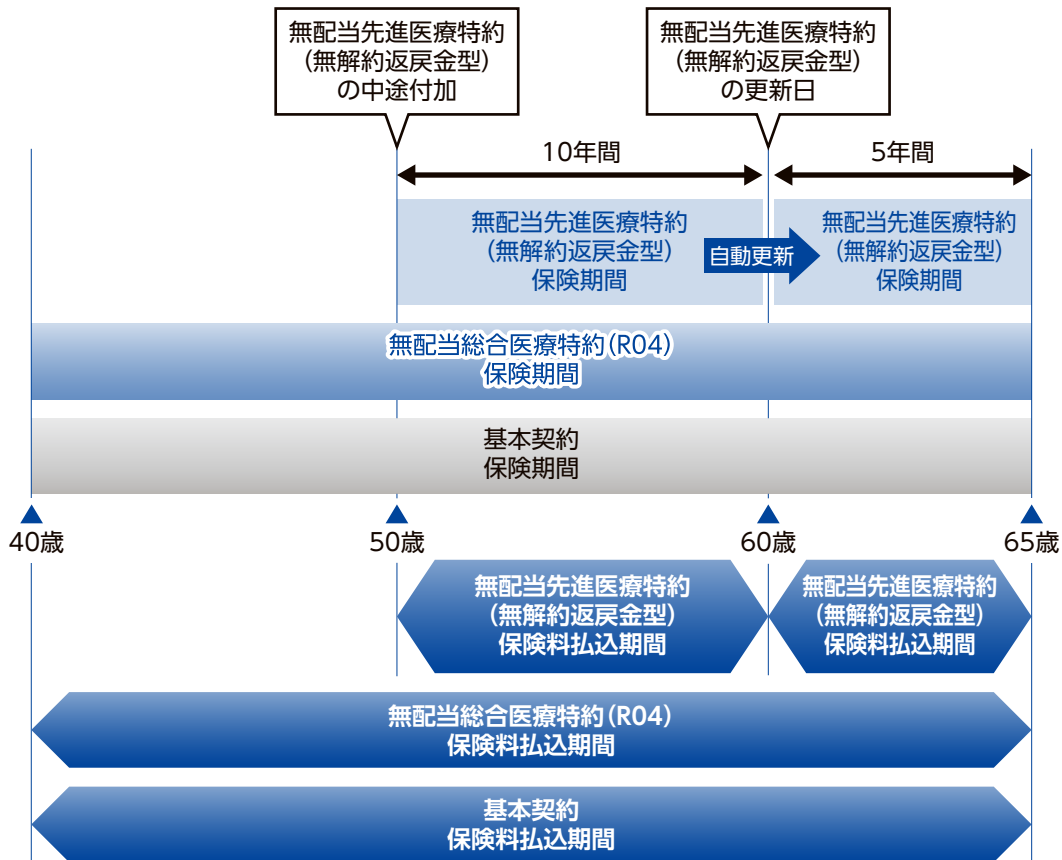 無配当先進医療特約
(無解約返戻金型)
の中途付加
無配当先進医療特約
(無解約返戻金型)
の更新日
10年間
5年間
無配当先進医療特約
(無解約返戻金型)
保険期間
自動更新
無配当先進医療特約
(無解約返戻金型)
保険期間
無配当総合医療特約(R04)
保険期間
基本契約
保険期間
40歳
50歳
60歳
65歳
無配当先進医療特約
(無解約返戻金型)
保険料払込期間
無配当先進医療特約
(無解約返戻金型)
保険料払込期間
無配当総合医療特約(R04)
保険料払込期間
基本契約
保険料払込期間